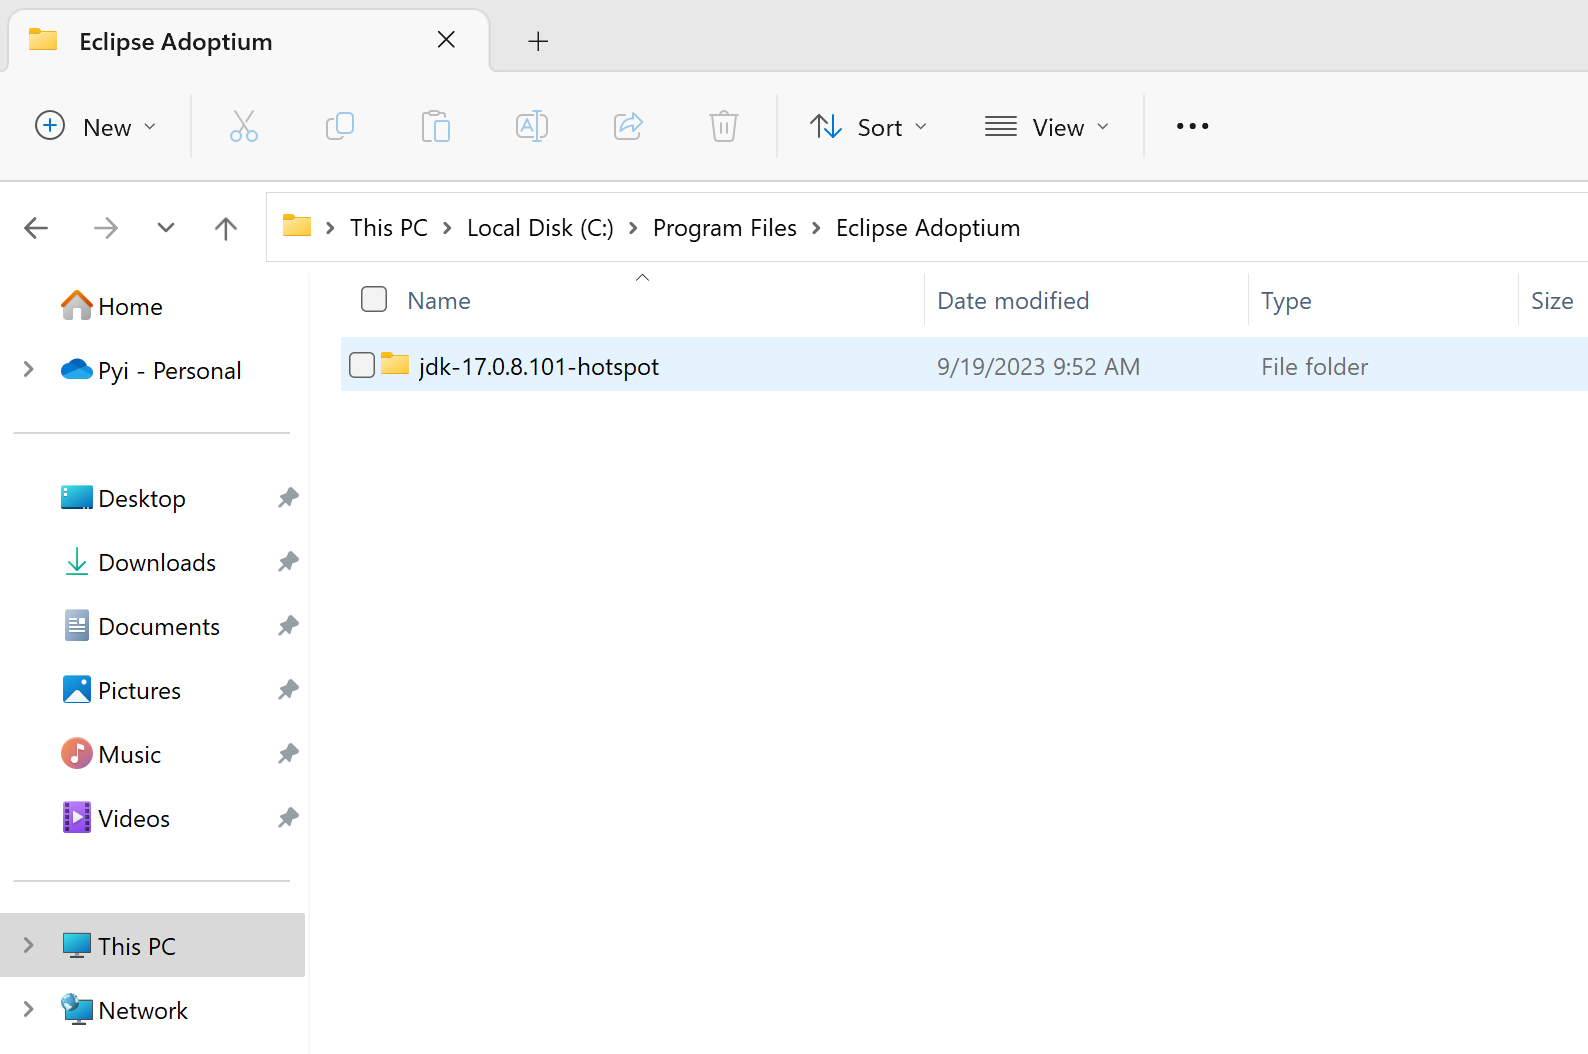 Eclipse Adoptium
New
Sort
View
This PC > Local Disk (C:) > Program Files > Eclipse Adoptium
Name Date modified Type Size
jdk-17.0.8.101-hotspot 9/19/2023 9:52 AM File folder
Home
Pyi - Personal
Desktop
Downloads
Documents
Pictures
Music
Videos
This PC
Network